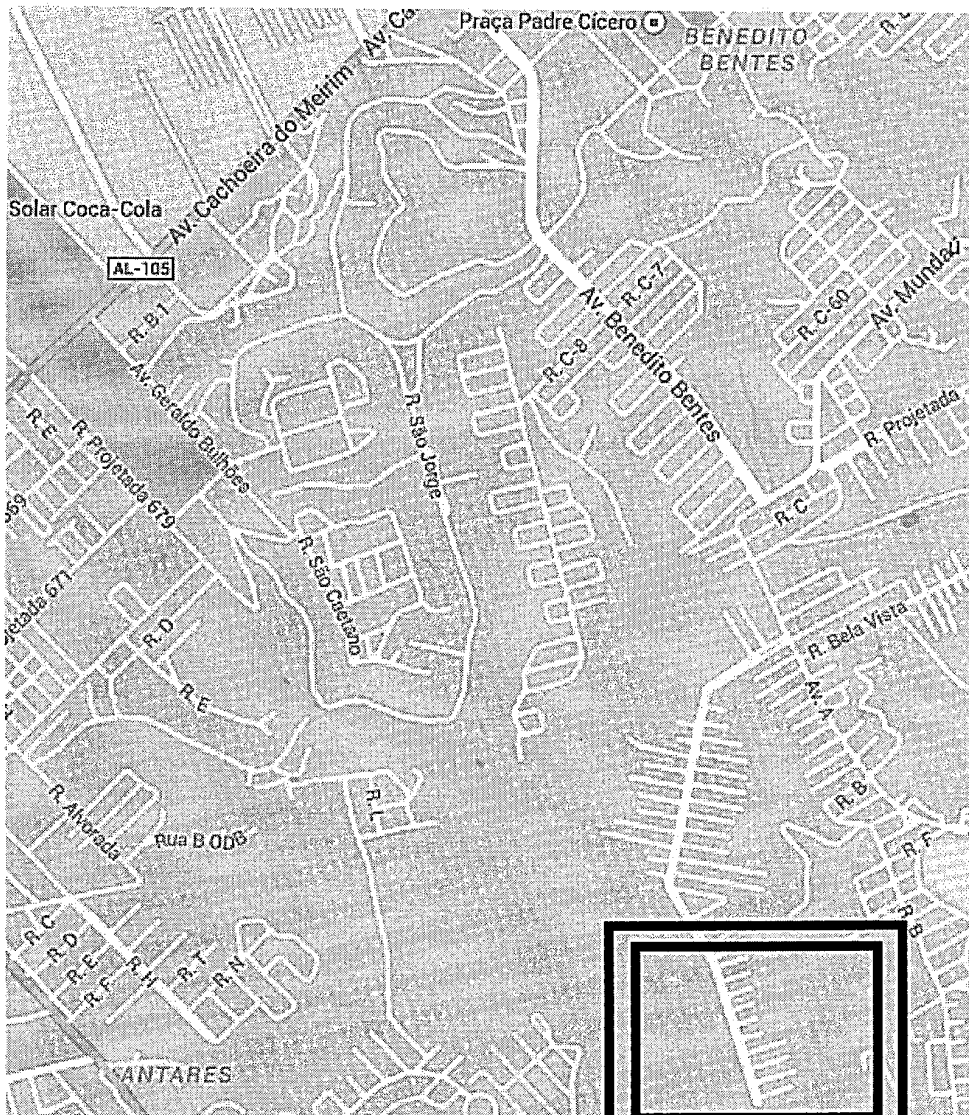 Praça Padre Cícero
BENEDITO
BENTES
Av. Ca
Av. Cachoeira do Meirim
Solar Coca-Cola
AL-105
R. B 1
Av. Geraldo Bulhões
R. C-7
R. C-8
Av. Benedito Bentes
R. C-60
Av. Mundaú
R. Projetada
R. C
R. E
R. Projetada 679
R. São Jorge
R. São Caetano
R. Bela Vista
Av. A
R. B
R. F
R. B
R. D
R. E
R. L
R. Alvorada
Rua B ODB
R. C
R. D
R. E
R. F
R. H
R. T
R. N
ANTARES